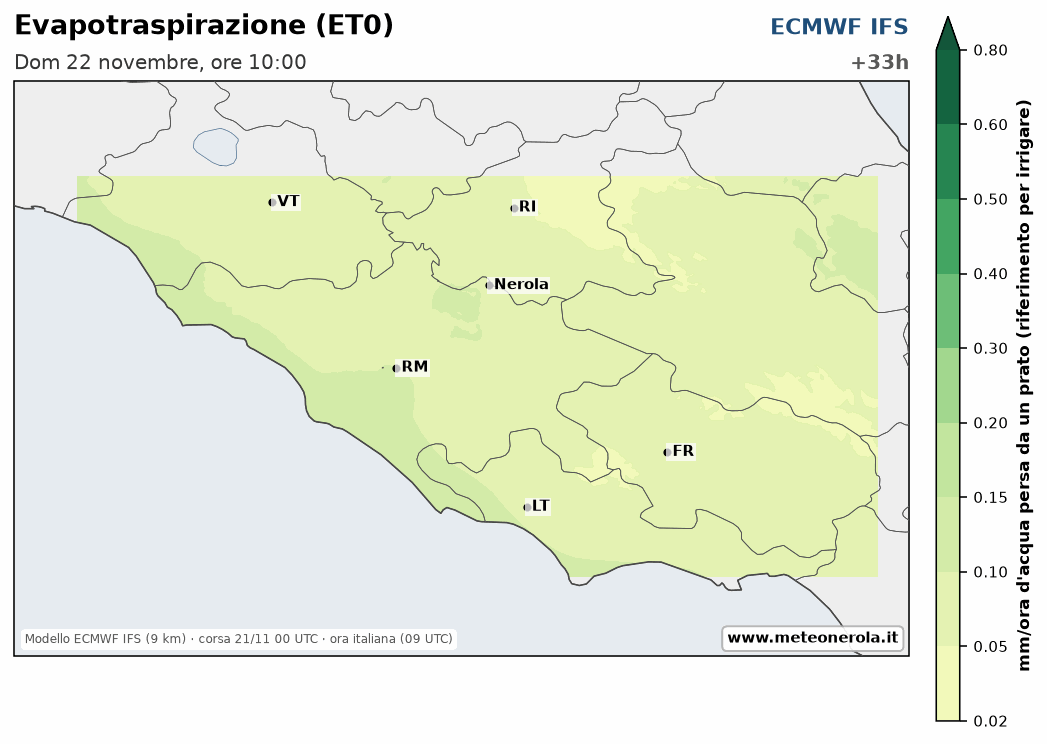 Evapotraspirazione (ET0)
ECMWF IFS
Dom 22 novembre, ore 10:00
+33h
VT
RI
Nerola
RM
FR
LT
Modello ECMWF IFS (9 km) · corsa 21/11 00 UTC · ora italiana (09 UTC)
www.meteonerola.it
0.80
0.60
0.50
0.40
0.30
0.20
0.15
0.10
0.05
0.02
mm/ora d'acqua persa da un prato (riferimento per irrigare)